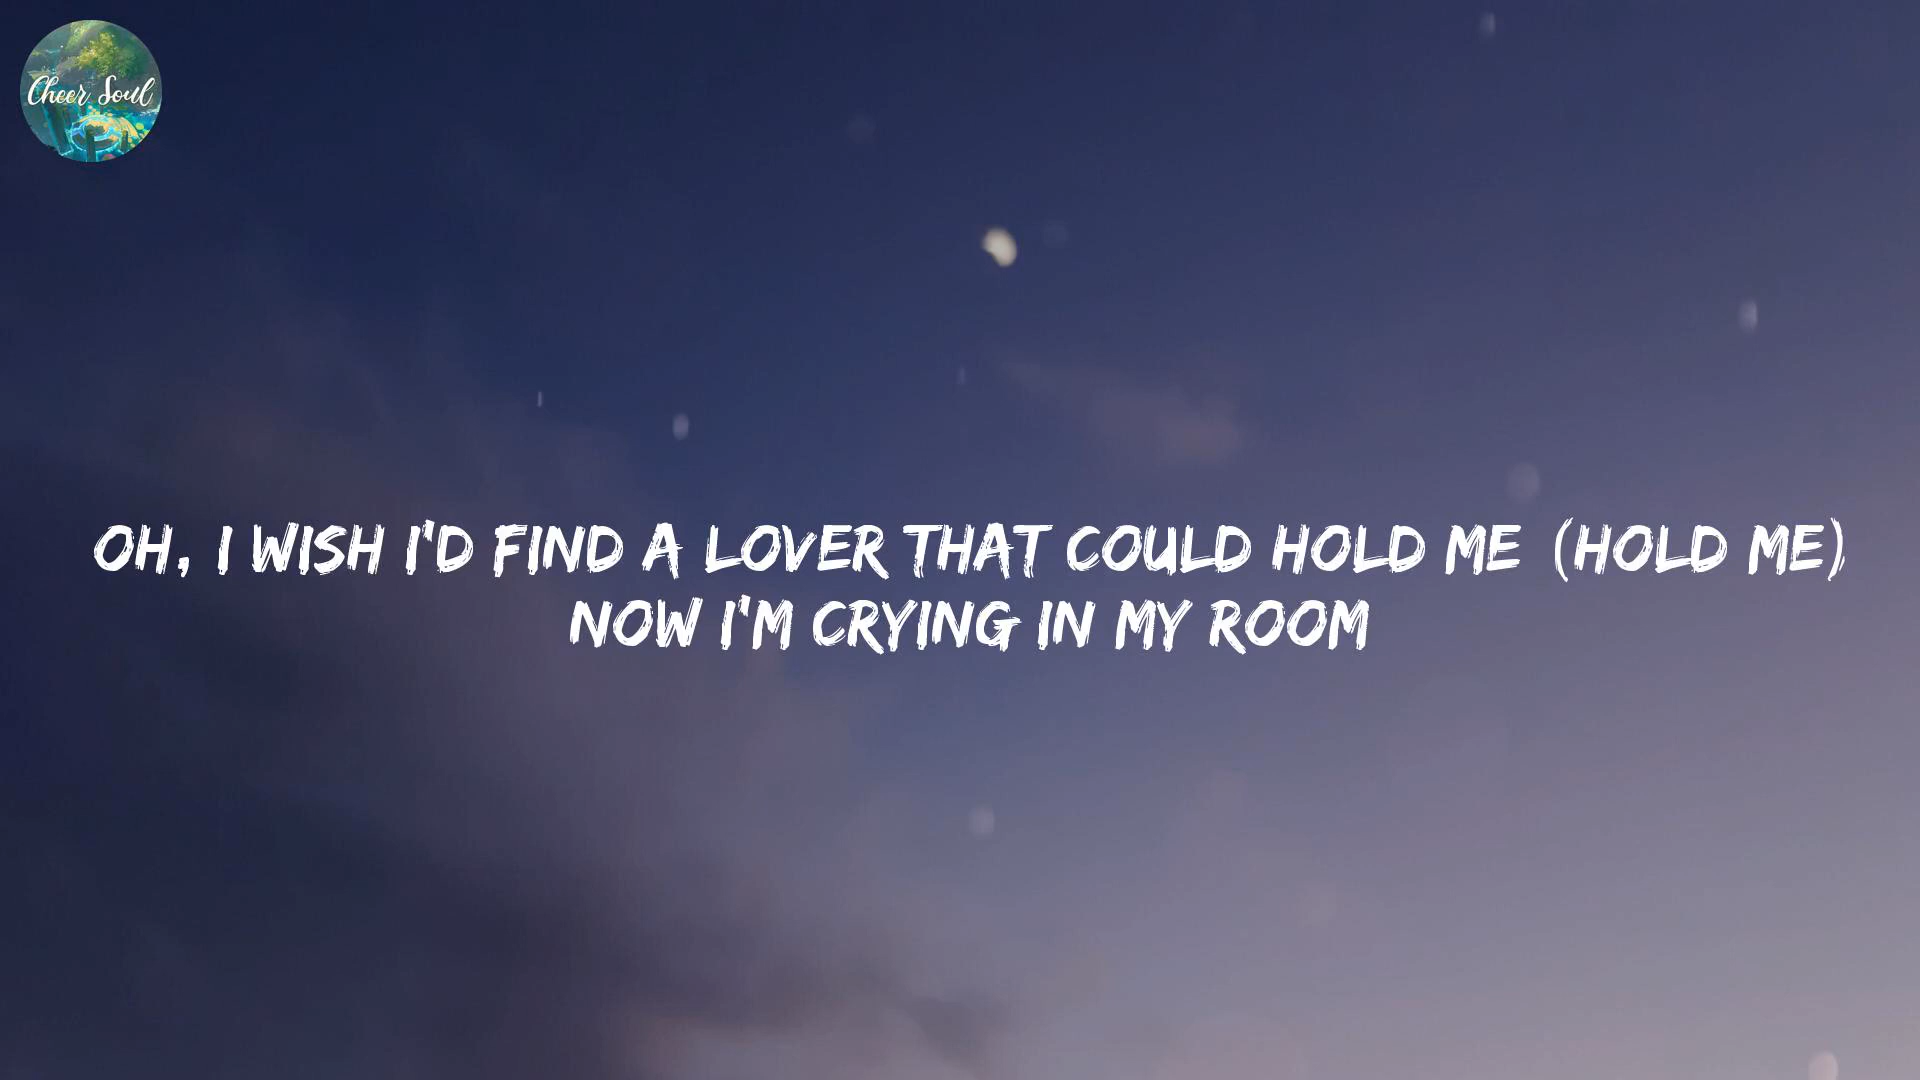 Cheer Soul
OH, I WISH I'D FIND A LOVER THAT COULD HOLD ME (HOLD ME)
NOW I'M CRYING IN MY ROOM